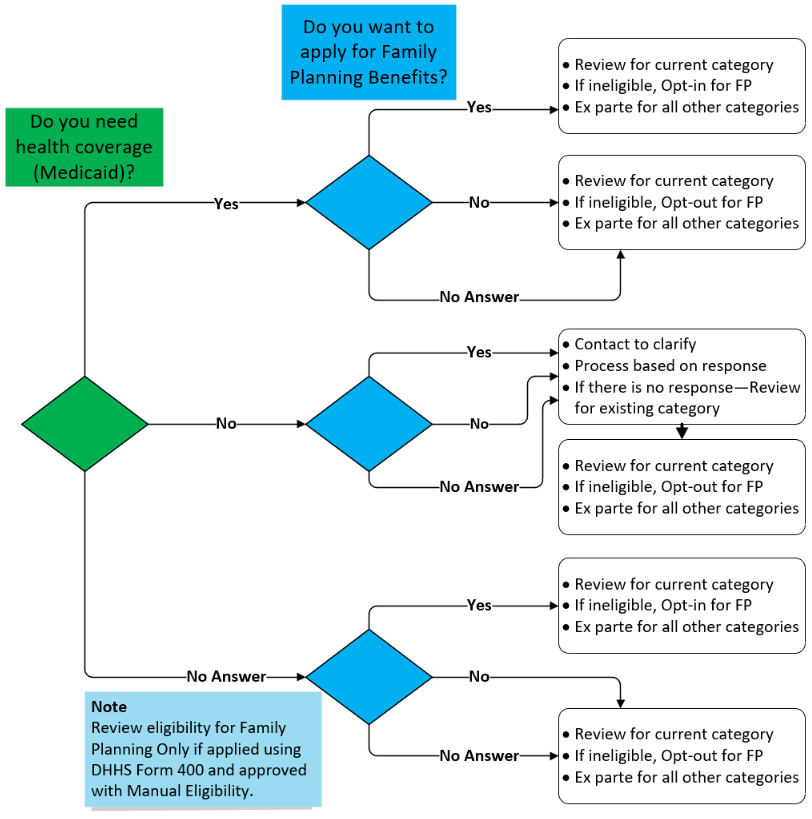 Do you want to
apply for Family
Planning Benefits?
Do you need
health coverage
(Medicaid)?
Yes
• Review for current category
• If ineligible, Opt-in for FP
• Ex parte for all other categories
Yes
No
• Review for current category
• If ineligible, Opt-out for FP
• Ex parte for all other categories
No Answer
Yes
• Contact to clarify
• Process based on response
• If there is no response—Review
for existing category
No
No
No Answer
• Review for current category
• If ineligible, Opt-out for FP
• Ex parte for all other categories
Yes
• Review for current category
• If ineligible, Opt-in for FP
• Ex parte for all other categories
No Answer
No
No Answer
• Review for current category
• If ineligible, Opt-out for FP
• Ex parte for all other categories
Note
Review eligibility for Family
Planning Only if applied using
DHHS Form 400 and approved
with Manual Eligibility.